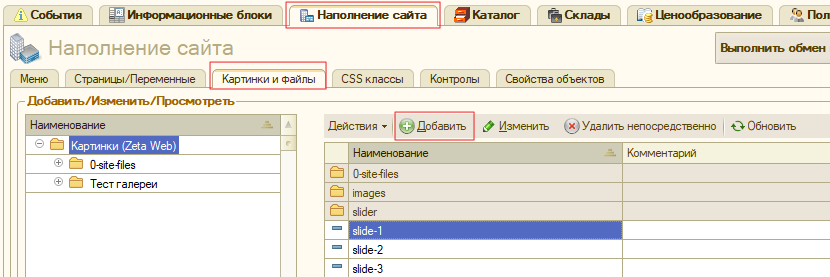 События Информационные блоки Наполнение сайта Каталог Склады Ценообразование Пол
Наполнение сайта Выполнить обмен
Меню Страницы/Переменные Картинки и файлы CSS классы Контролы Свойства объектов
Добавить/Изменить/Просмотреть
Наименование
Картинки (Zeta Web)
0-site-files
Тест галереи
Действия Добавить Изменить Удалить непосредственно Обновить
Наименование Комментарий
0-site-files
images
slider
slide-1
slide-2
slide-3